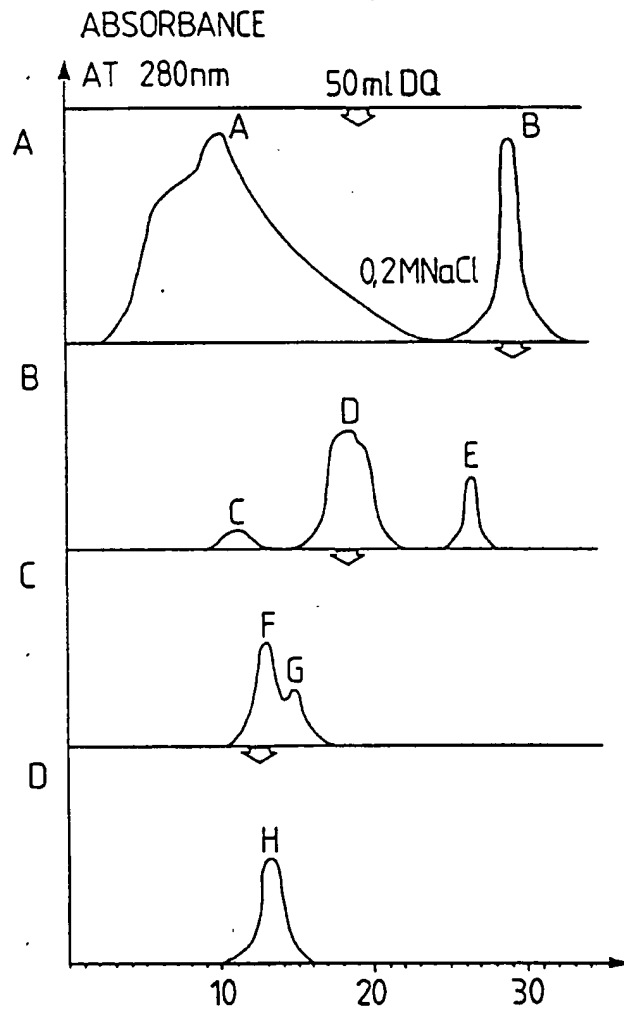 ABSORBANCE
AT 280nm
50ml DQ
A
A
B
0,2MNaCl
B
D
E
C
C
F
G
D
H
10 20 30